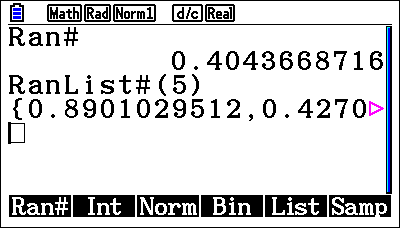 Math Rad Norm1 d/c Real
Ran#
0.4043668716
RanList#(5)
{0.8901029512,0.4270
Ran# Int Norm Bin List Samp